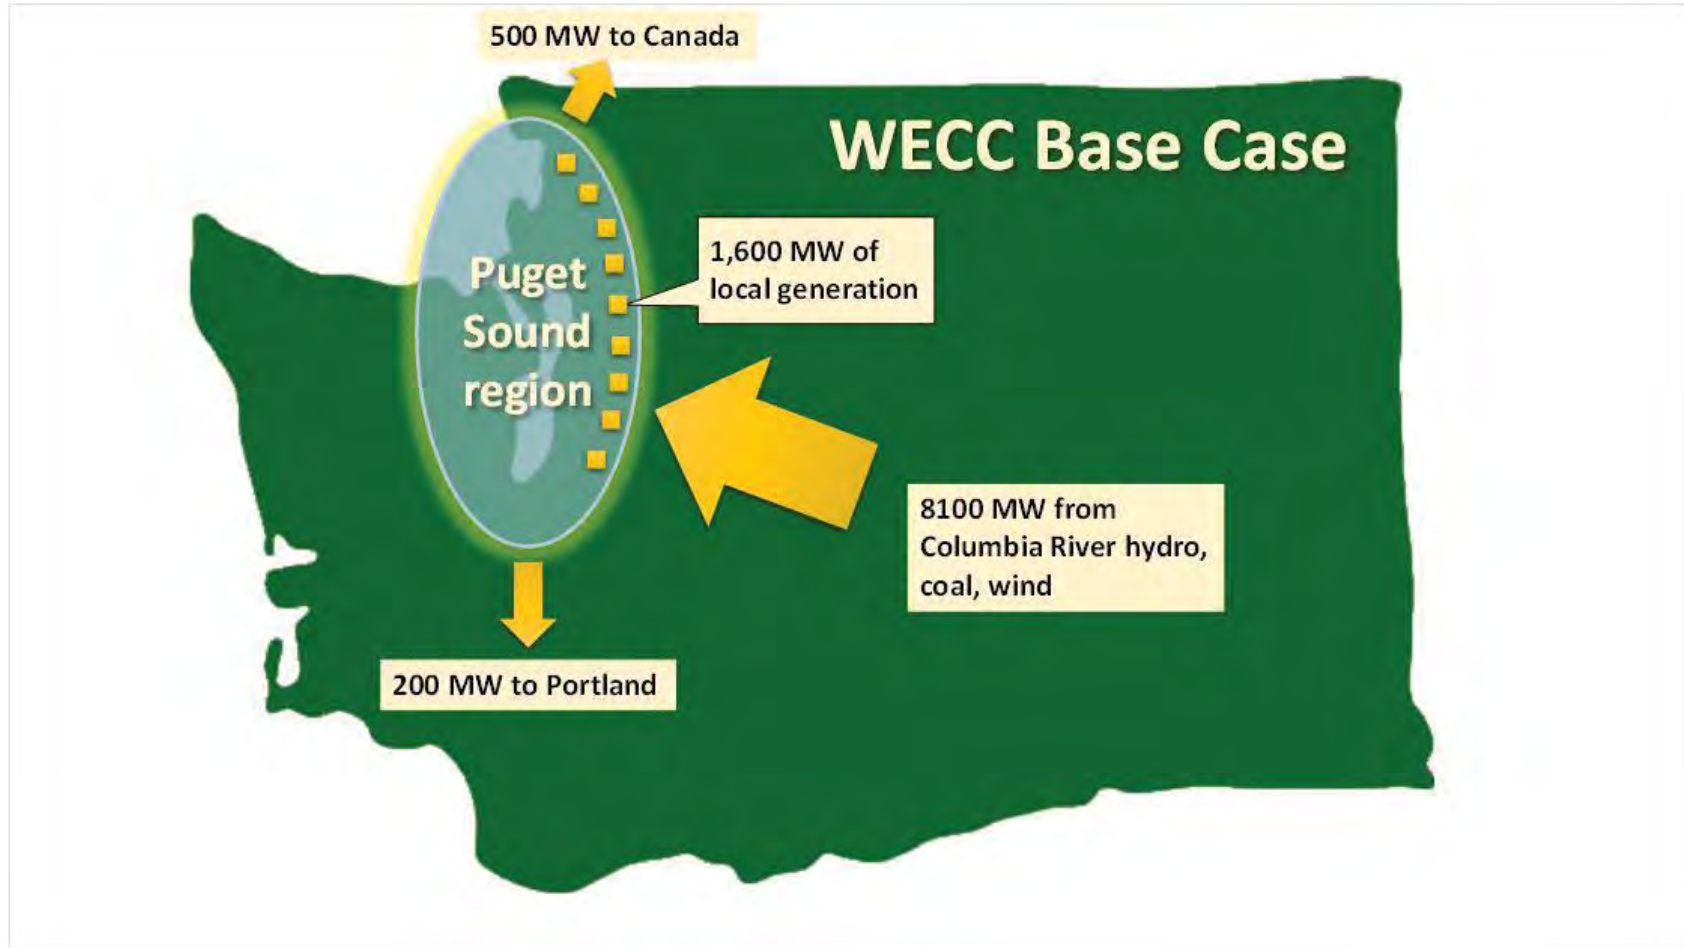 500 MW to Canada
WECC Base Case
1,600 MW of
local generation
Puget
Sound
region
8100 MW from
Columbia River hydro,
coal, wind
200 MW to Portland